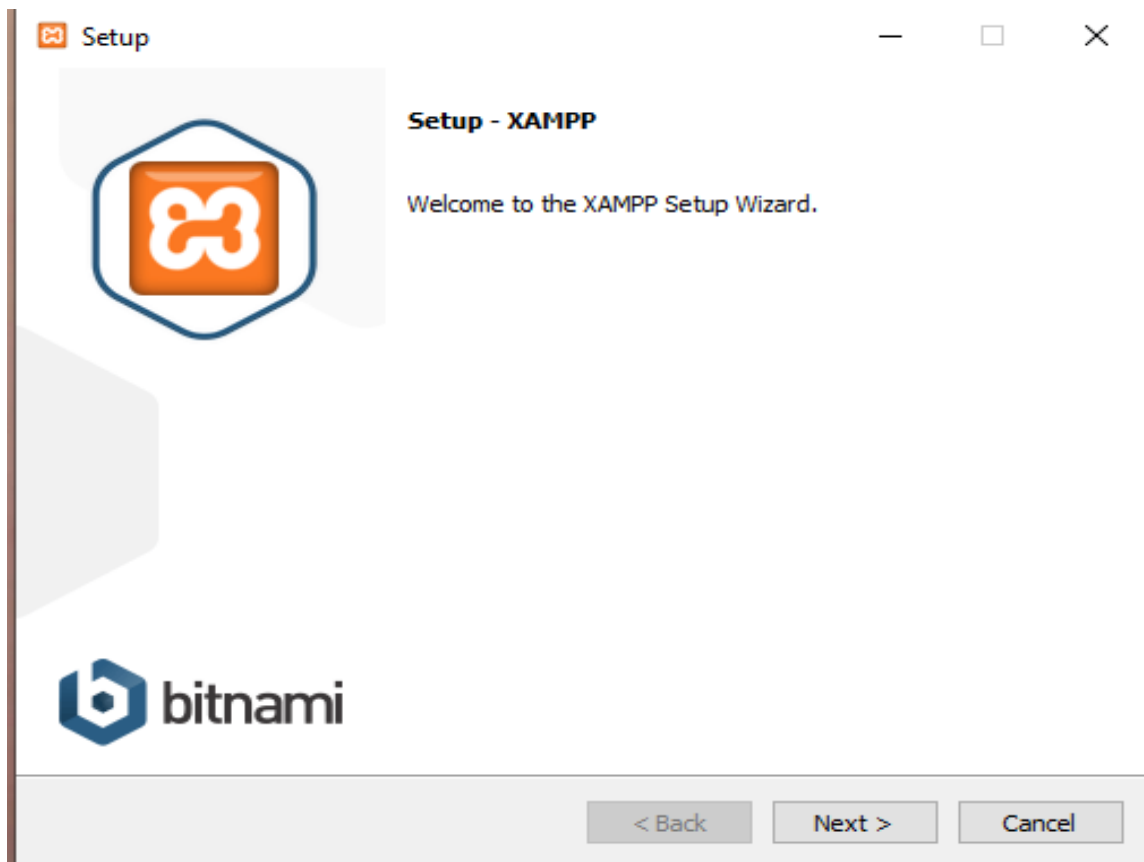 Setup
Setup - XAMPP
Welcome to the XAMPP Setup Wizard.
bitnami
< Back
Next >
Cancel